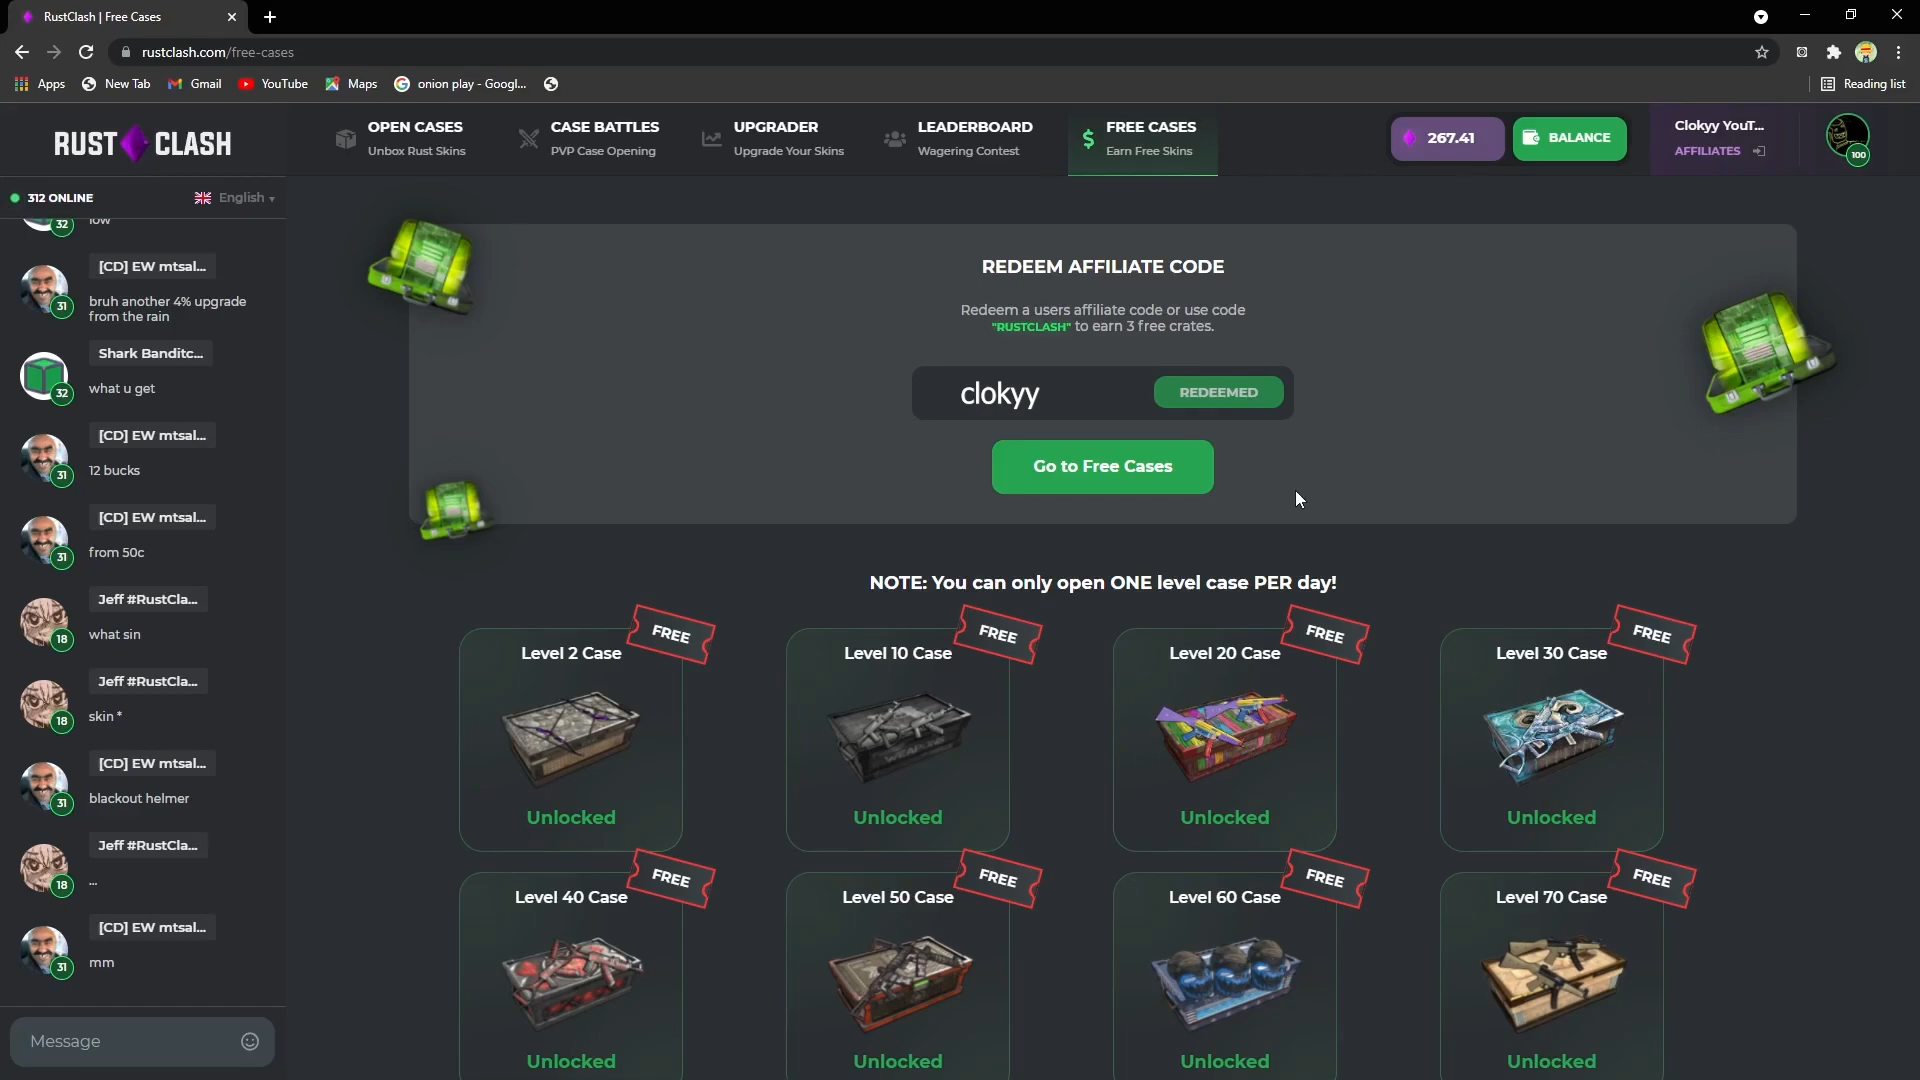 RustClash | Free Cases
rustclash.com/free-cases
Apps
New Tab
Gmail
YouTube
Maps
onion play - Googl...
Reading list
RUST CLASH
OPEN CASES
Unbox Rust Skins
CASE BATTLES
PVP Case Opening
UPGRADER
Upgrade Your Skins
LEADERBOARD
Wagering Contest
FREE CASES
Earn Free Skins
267.41
BALANCE
Clokyy YouT...
AFFILIATES
100
312 ONLINE
English
32
low
[CD] EW mtsal...
31
bruh another 4% upgrade
from the rain
Shark Banditc...
32
what u get
[CD] EW mtsal...
31
12 bucks
[CD] EW mtsal...
31
from 50c
Jeff #RustCla...
18
what sin
Jeff #RustCla...
18
skin *
[CD] EW mtsal...
31
blackout helmer
Jeff #RustCla...
18
...
[CD] EW mtsal...
31
mm
Message
REDEEM AFFILIATE CODE
Redeem a users affiliate code or use code
"RUSTCLASH" to earn 3 free crates.
clokyy
REDEEMED
Go to Free Cases
NOTE: You can only open ONE level case PER day!
FREE
Level 2 Case
Unlocked
FREE
Level 10 Case
Unlocked
FREE
Level 20 Case
Unlocked
FREE
Level 30 Case
Unlocked
FREE
Level 40 Case
Unlocked
FREE
Level 50 Case
Unlocked
FREE
Level 60 Case
Unlocked
FREE
Level 70 Case
Unlocked